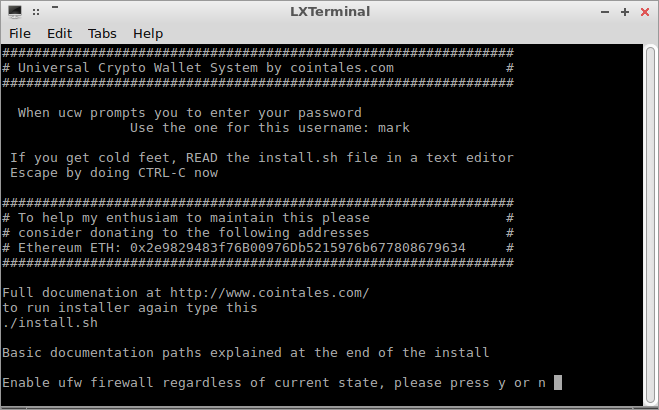 LXTerminal
File Edit Tabs Help
################################################################
# Universal Crypto Wallet System by cointales.com              #
################################################################
When ucw prompts you to enter your password
Use the one for this username: mark
If you get cold feet, READ the install.sh file in a text editor
Escape by doing CTRL-C now
################################################################
# To help my enthusiam to maintain this please                 #
# consider donating to the following addresses                 #
# Ethereum ETH: 0x2e9829483f76B00976Db5215976b677808679634     #
################################################################
Full documenation at http://www.cointales.com/
to run installer again type this
./install.sh
Basic documentation paths explained at the end of the install
Enable ufw firewall regardless of current state, please press y or n